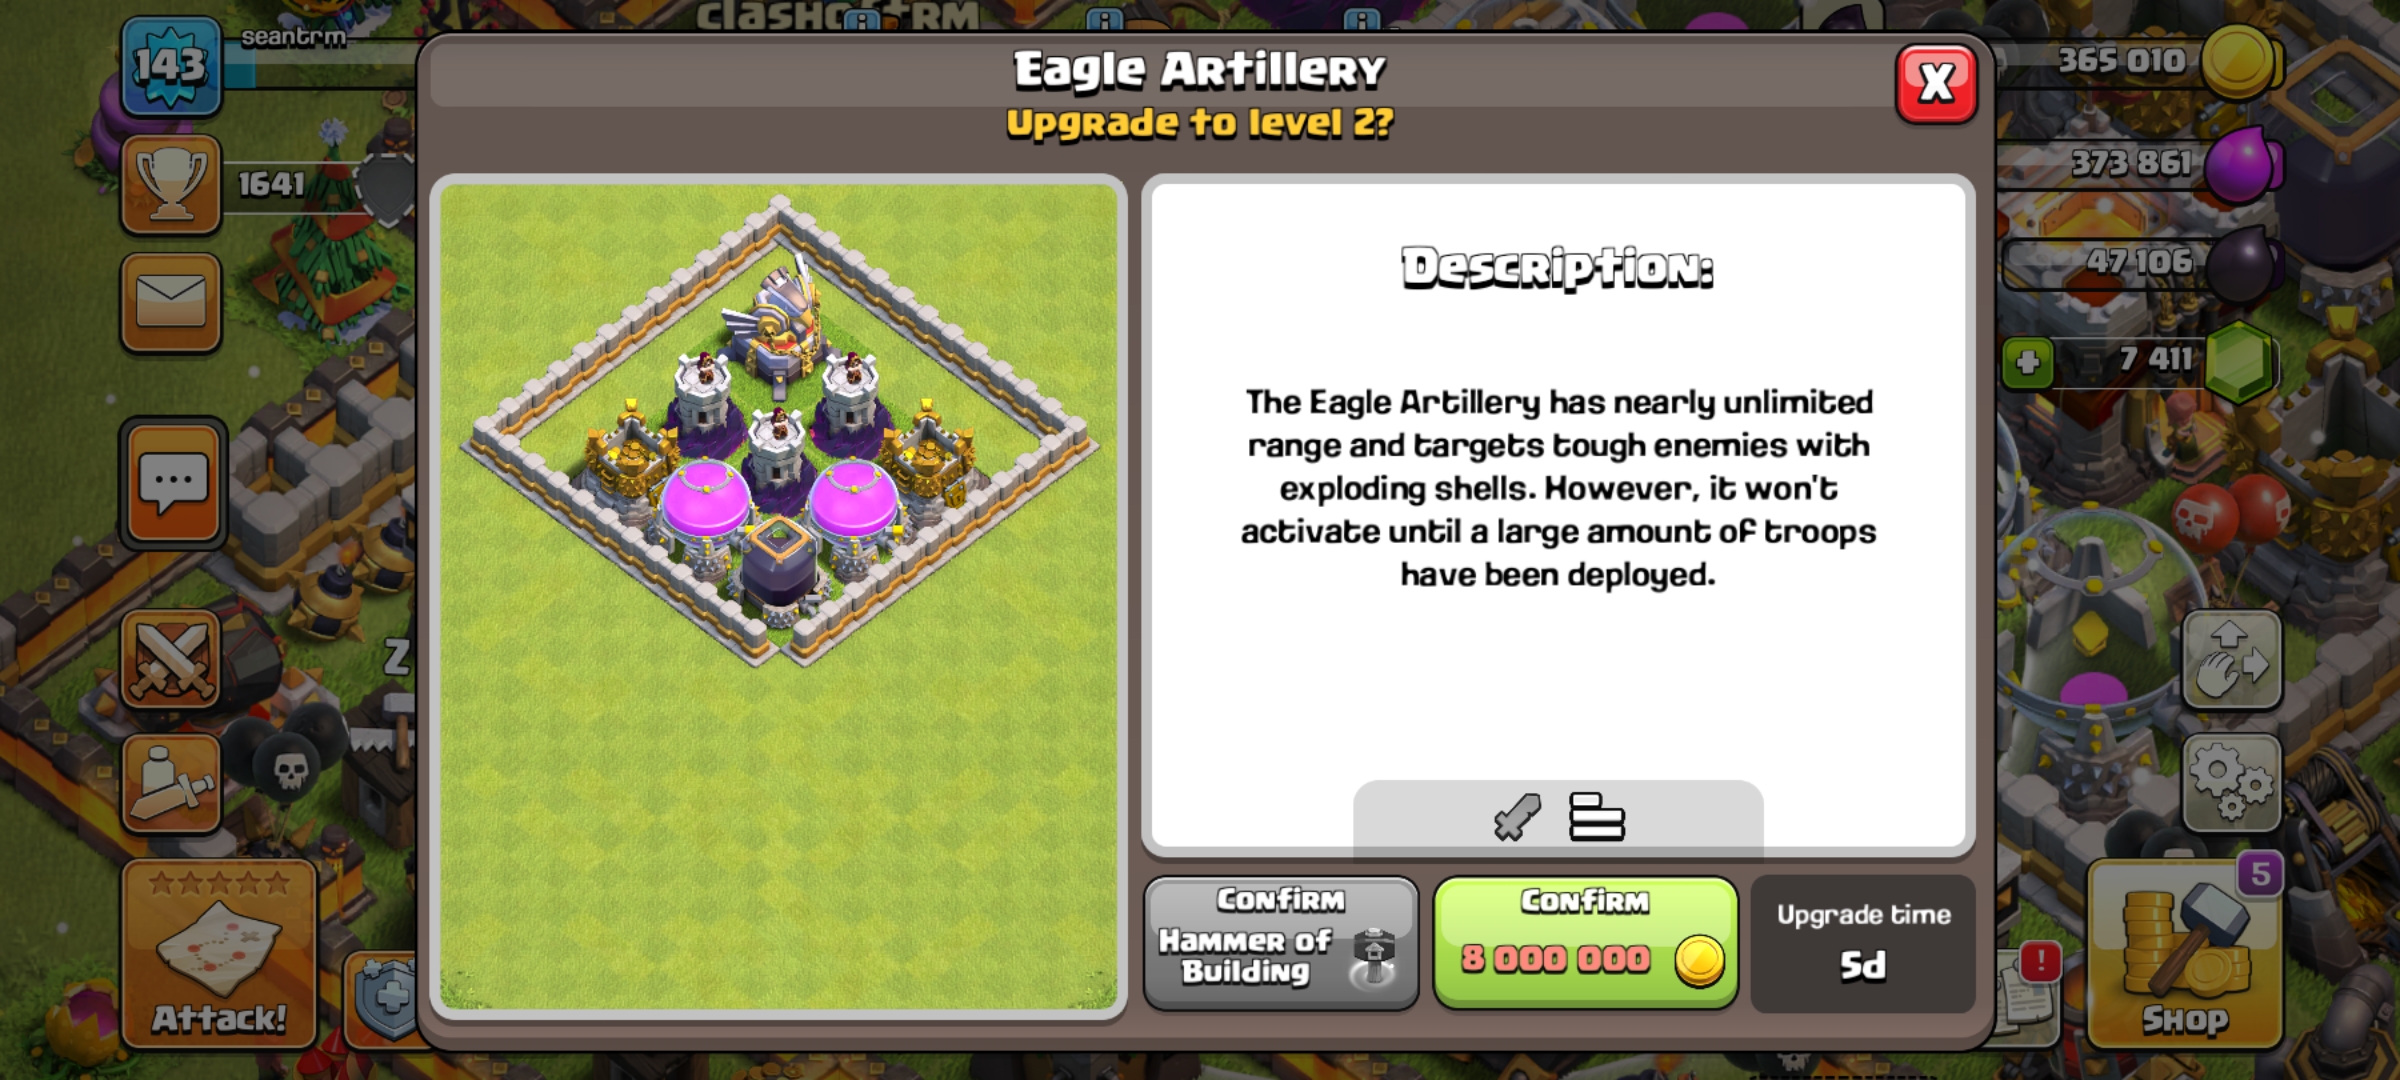 143
seantrm
clashoftrm
Eagle Artillery
Upgrade to level 2?
X
365 010
373 861
47 106
7 411
1641
Description:
The Eagle Artillery has nearly unlimited
range and targets tough enemies with
exploding shells. However, it won't
activate until a large amount of troops
have been deployed.
Z
Confirm
Hammer of
Building
Confirm
8 000 000
Upgrade time
5d
Attack!
5
!
Shop